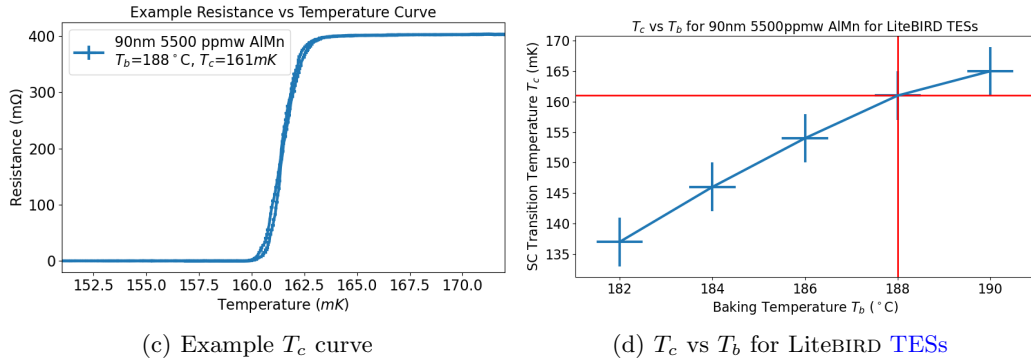 Example Resistance vs Temperature Curve
90nm 5500 ppmw AlMn
T_b=188°C, T_c=161mK
Resistance (mΩ)
400
300
200
100
0
152.5 155.0 157.5 160.0 162.5 165.0 167.5 170.0
Temperature (mK)
(c) Example T_c curve
T_c vs T_b for 90nm 5500ppmw AlMn for LiteBIRD TESs
SC Transition Temperature T_c (mK)
170
165
160
155
150
145
140
135
182 184 186 188 190
Baking Temperature T_b (°C)
(d) T_c vs T_b for LiteBIRD TESs